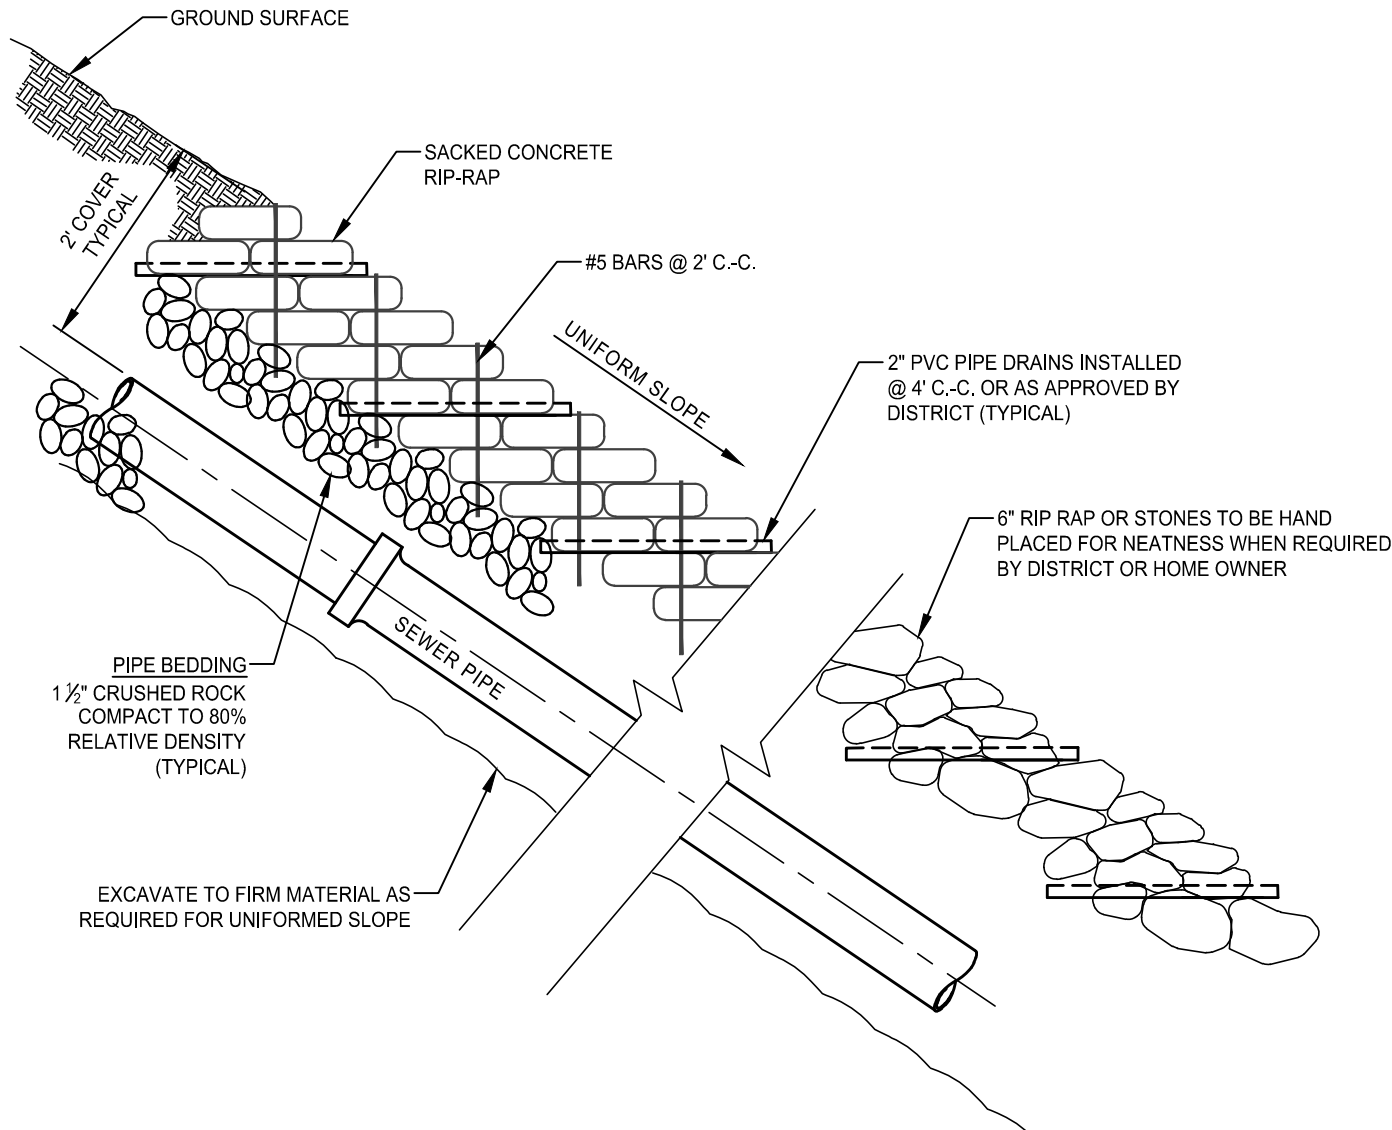 GROUND SURFACE
SACKED CONCRETE
RIP-RAP
2' COVER
TYPICAL
#5 BARS @ 2' C.-C.
UNIFORM SLOPE
2" PVC PIPE DRAINS INSTALLED
@ 4' C.-C. OR AS APPROVED BY
DISTRICT (TYPICAL)
6" RIP RAP OR STONES TO BE HAND
PLACED FOR NEATNESS WHEN REQUIRED
BY DISTRICT OR HOME OWNER
SEWER PIPE
PIPE BEDDING
1 ½" CRUSHED ROCK
COMPACT TO 80%
RELATIVE DENSITY
(TYPICAL)
EXCAVATE TO FIRM MATERIAL AS
REQUIRED FOR UNIFORMED SLOPE